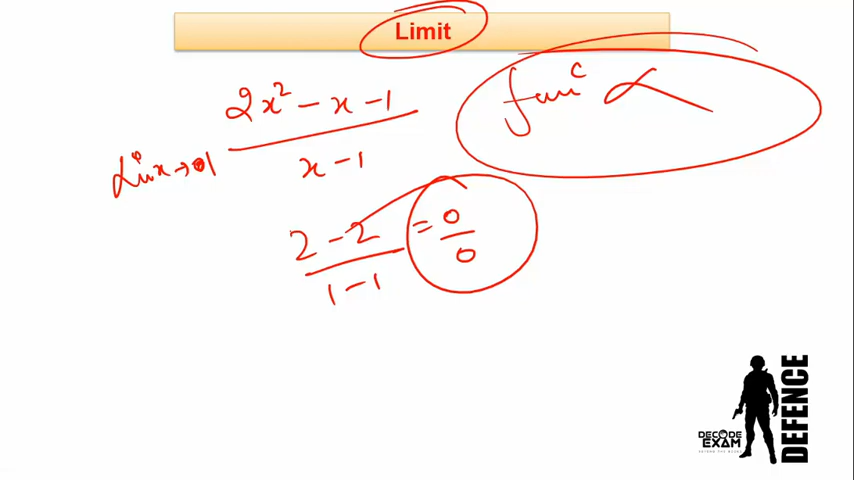 Limit
2x² - x - 1
Lim x→1
x - 1
func
2 - 2
1 - 1
= 0/0
DECODE
EXAM
DEFENCE